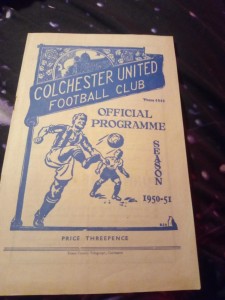 COLCHESTER UNITED
FOOTBALL CLUB
OFFICIAL
PROGRAMME
SEASON
1950-51
PRICE THREEPENCE